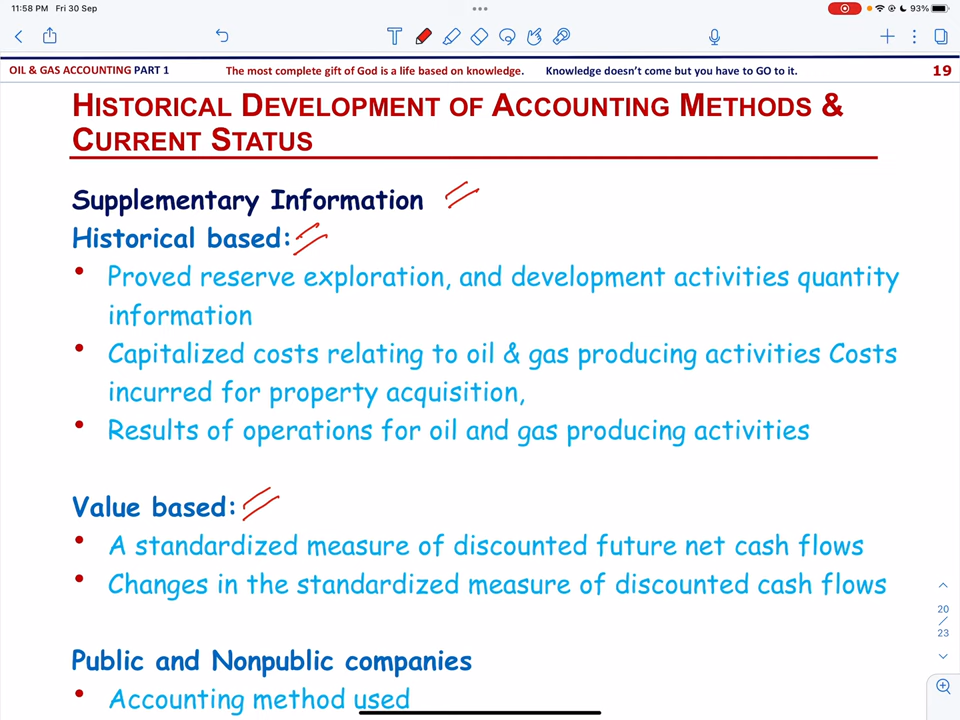 11:58 PM Fri 30 Sep 93%
T
OIL & GAS ACCOUNTING PART 1 The most complete gift of God is a life based on knowledge. Knowledge doesn't come but you have to GO to it. 19
HISTORICAL DEVELOPMENT OF ACCOUNTING METHODS &
CURRENT STATUS
Supplementary Information
Historical based:
• Proved reserve exploration, and development activities quantity
information
• Capitalized costs relating to oil & gas producing activities Costs
incurred for property acquisition,
• Results of operations for oil and gas producing activities
Value based:
• A standardized measure of discounted future net cash flows
• Changes in the standardized measure of discounted cash flows
20
/
23
Public and Nonpublic companies
• Accounting method used